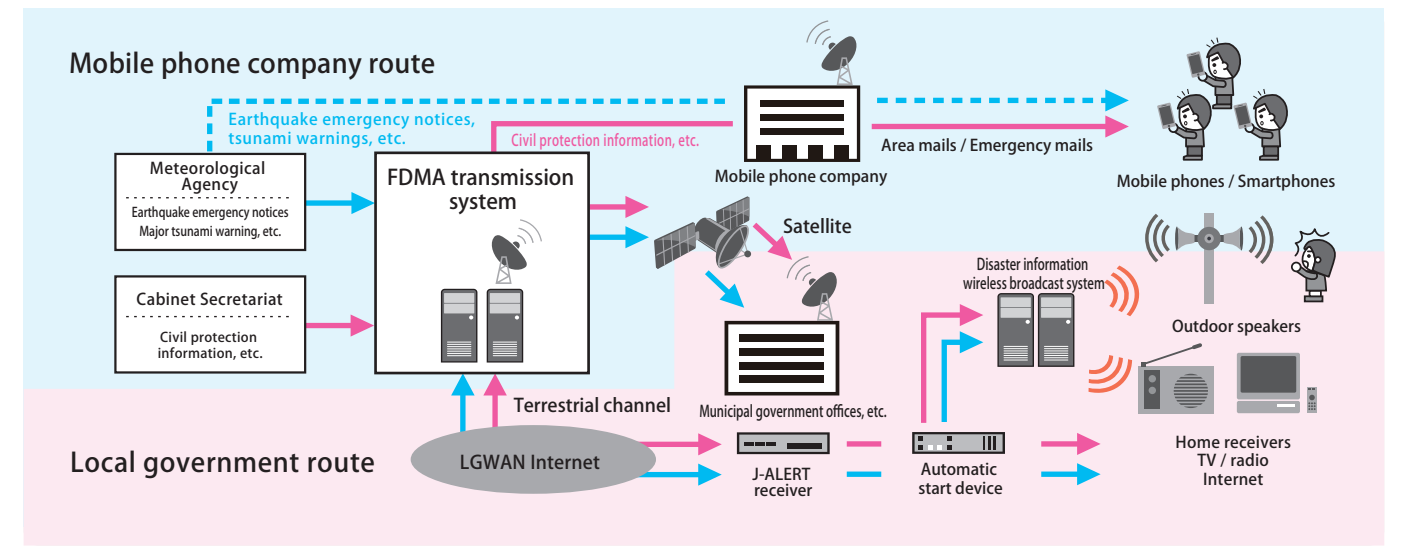 Mobile phone company route
Earthquake emergency notices,
tsunami warnings, etc.
Civil protection information, etc.
Mobile phone company
Area mails / Emergency mails
Mobile phones / Smartphones
Meteorological
Agency
Earthquake emergency notices
Major tsunami warning, etc.
FDMA transmission
system
Satellite
Cabinet Secretariat
Civil protection
information, etc.
Disaster information
wireless broadcast system
Outdoor speakers
Terrestrial channel
Municipal government offices, etc.
Local government route
LGWAN Internet
J-ALERT
receiver
Automatic
start device
Home receivers
TV / radio
Internet